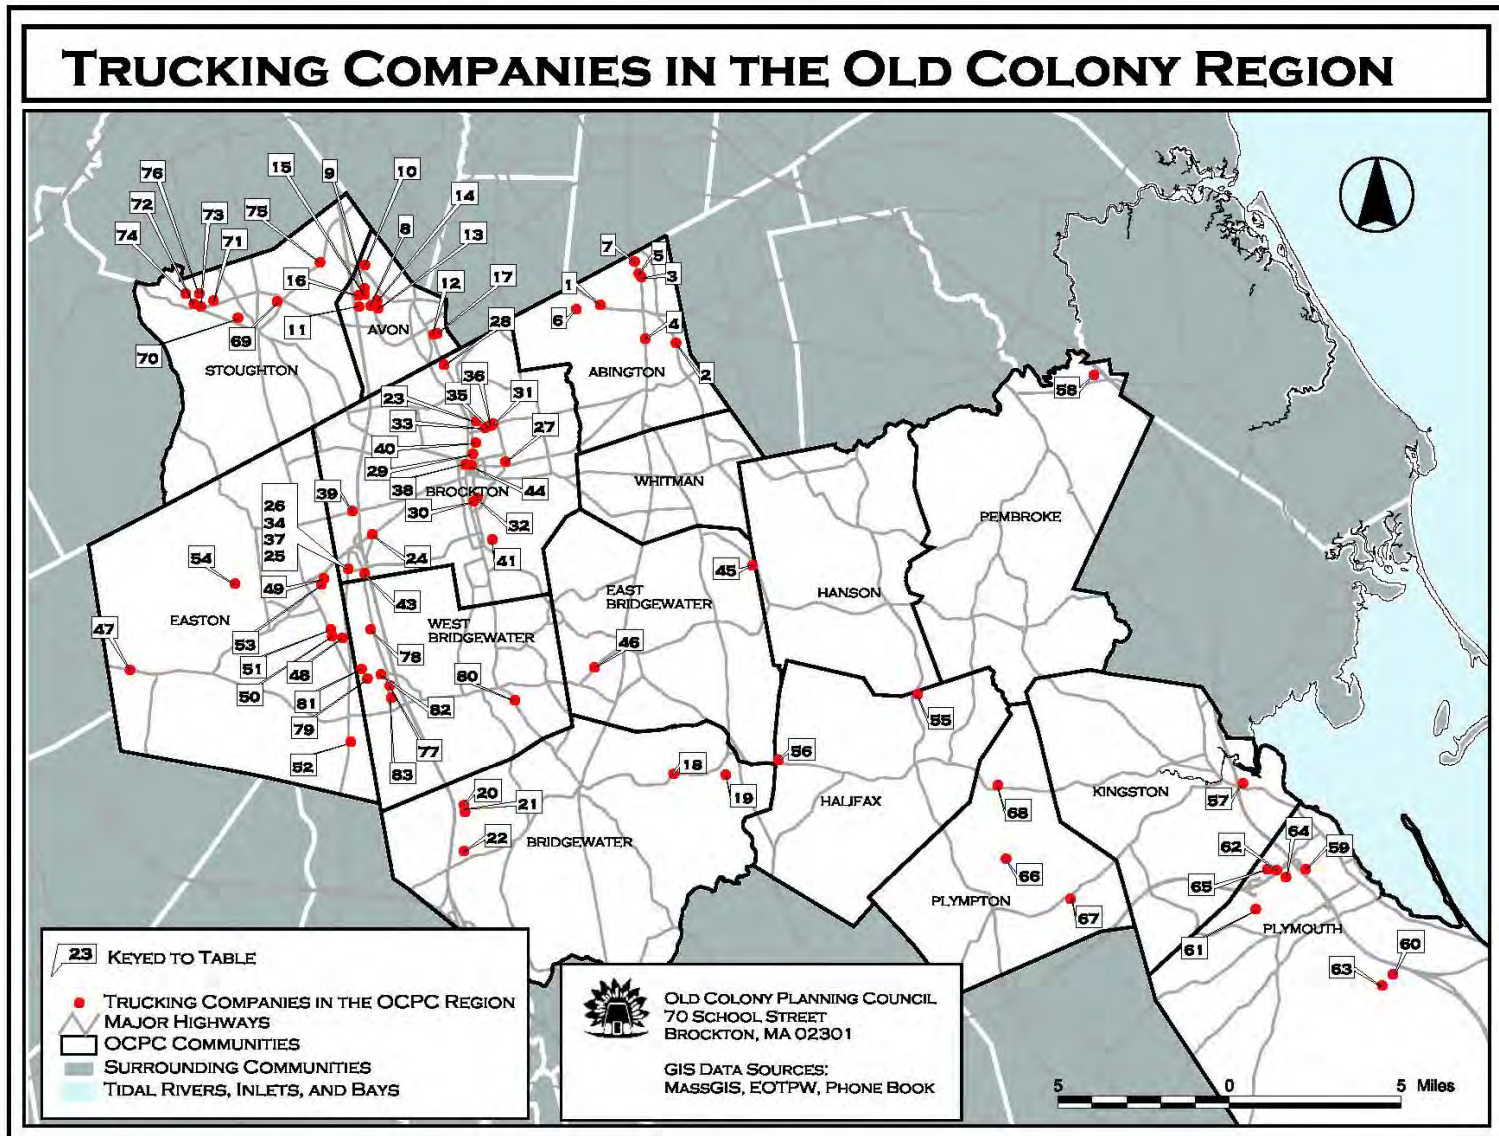 TRUCKING COMPANIES IN THE OLD COLONY REGION
76
15
9
10
72
73
75
14
74
71
8
13
7
5
16
12
17
1
3
11
6
4
70
69
AVON
28
STOUGHTON
36
ABINGTON
2
58
23
35
31
33
27
40
29
WHITMAN
39
38
BROCKTON
44
26
30
34
32
PEMBROKE
37
25
24
41
54
49
45
43
EAST
BRIDGEWATER
HANSON
EASTON
WEST
BRIDGEWATER
47
53
51
48
78
46
50
81
80
82
55
79
52
77
83
56
18
20
21
19
HALIFAX
KINGSTON
57
68
22
BRIDGEWATER
62
64
59
65
66
PLYMPTON
67
61
PLYMOUTH
60
63
23 KEYED TO TABLE
TRUCKING COMPANIES IN THE OCPC REGION
MAJOR HIGHWAYS
OCPC COMMUNITIES
SURROUNDING COMMUNITIES
TIDAL RIVERS, INLETS, AND BAYS
OLD COLONY PLANNING COUNCIL
70 SCHOOL STREET
BROCKTON, MA 02301
GIS DATA SOURCES:
MASSGIS, EOTPW, PHONE BOOK
5 0 5 Miles